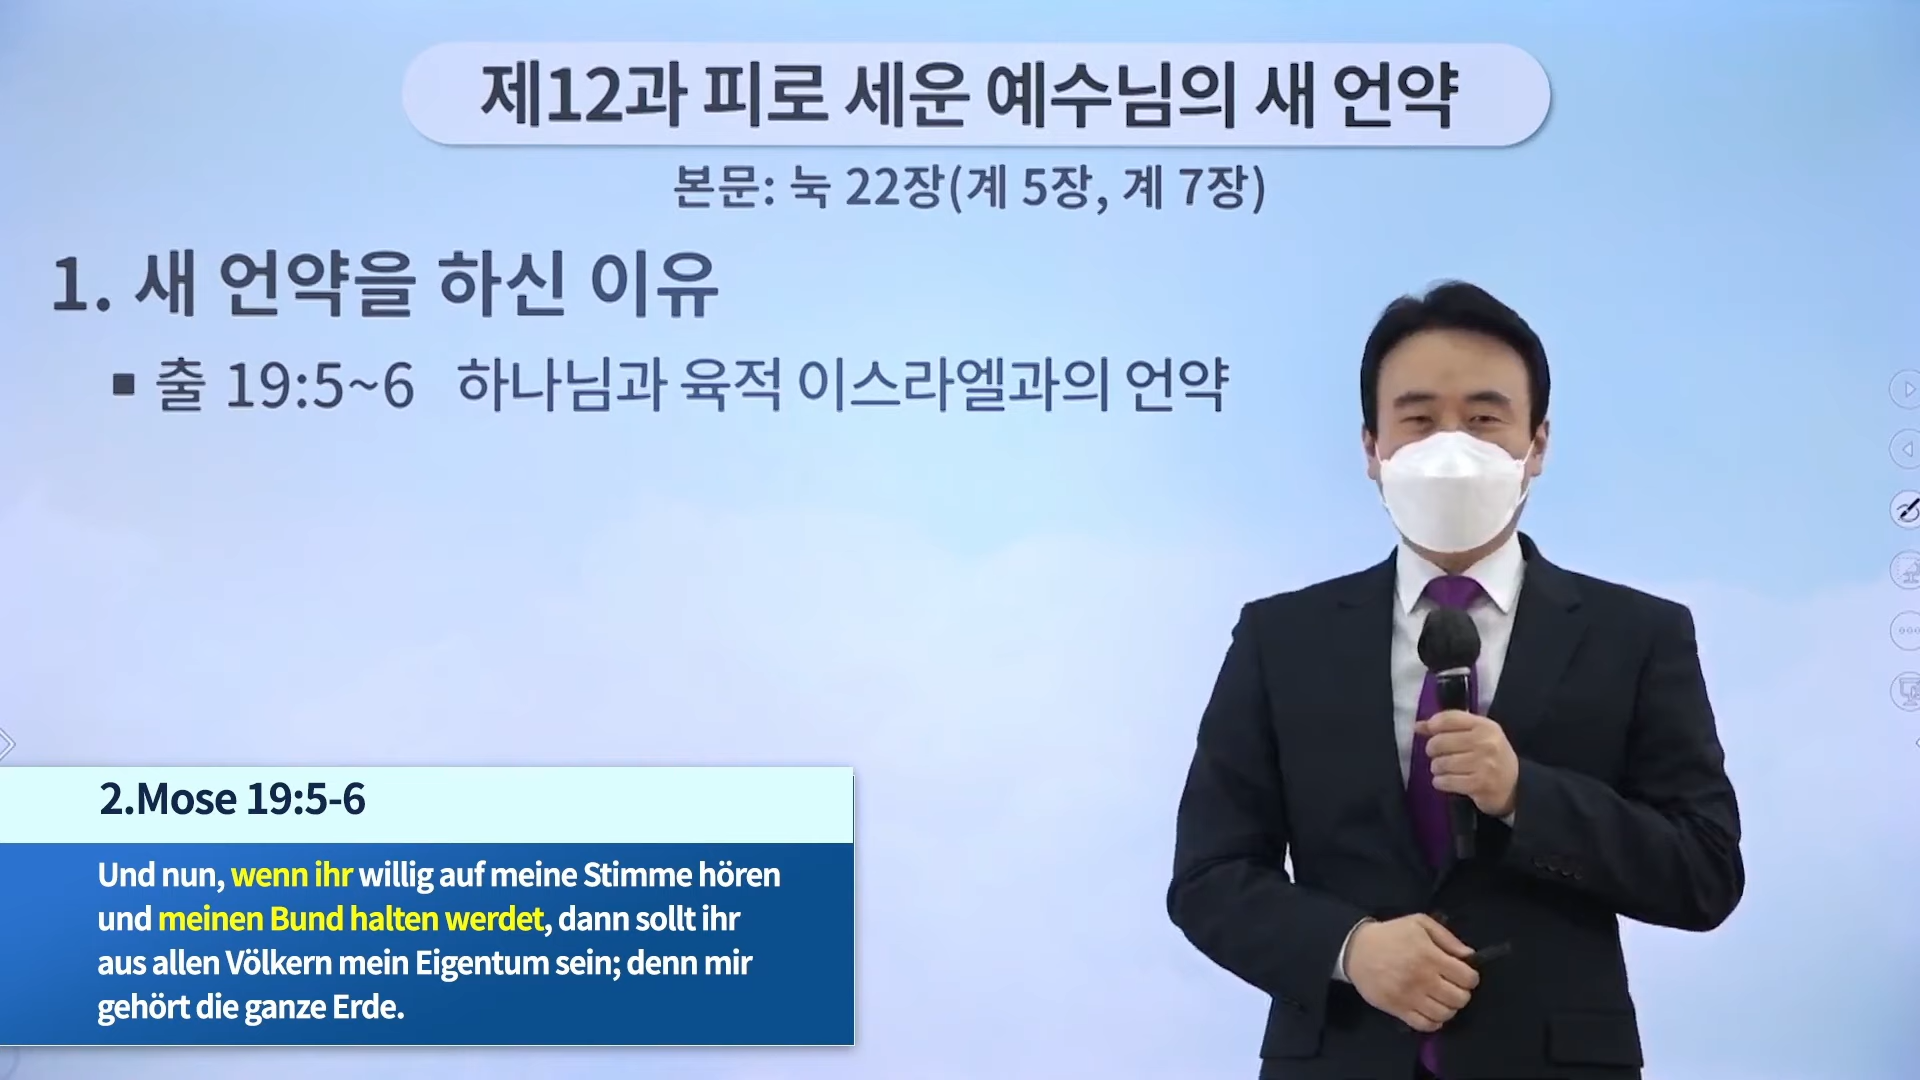 제12과 피로 세운 예수님의 새 언약
본문: 눅 22장(계 5장, 계 7장)
1. 새 언약을 하신 이유
▪ 출 19:5~6 하나님과 육적 이스라엘과의 언약
2.Mose 19:5-6
Und nun, wenn ihr willig auf meine Stimme hören
und meinen Bund halten werdet, dann sollt ihr
aus allen Völkern mein Eigentum sein; denn mir
gehört die ganze Erde.